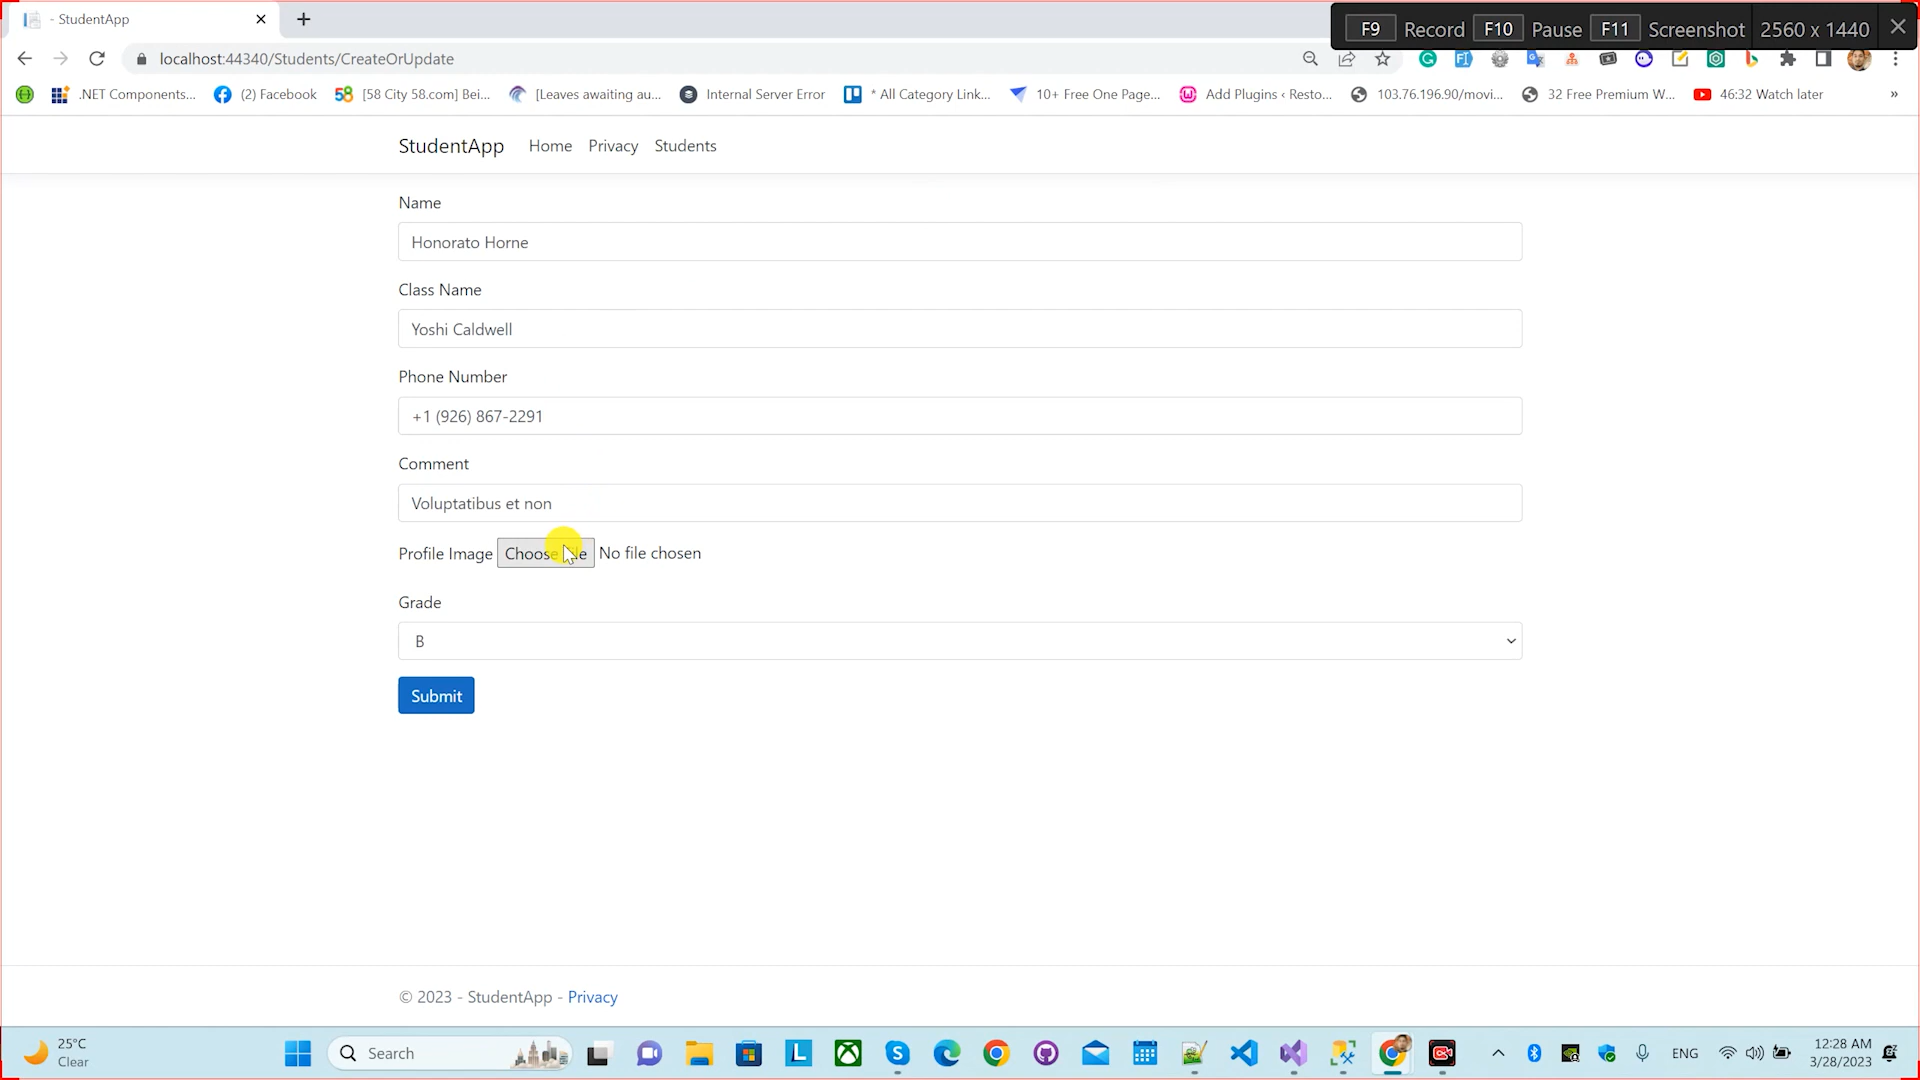 - StudentApp
F9 Record F10 Pause F11 Screenshot 2560 x 1440
localhost:44340/Students/CreateOrUpdate
.NET Components... (2) Facebook [58 City 58.com] Bei... [Leaves awaiting au... Internal Server Error * All Category Link... 10+ Free One Page... Add Plugins ‹ Resto... 103.76.196.90/movi... 32 Free Premium W... 46:32 Watch later »
StudentApp Home Privacy Students
Name
Honorato Horne
Class Name
Yoshi Caldwell
Phone Number
+1 (926) 867-2291
Comment
Voluptatibus et non
Profile Image Choose File No file chosen
Grade
B
Submit
© 2023 - StudentApp - Privacy
25°C
Clear
Search
ENG
12:28 AM
3/28/2023